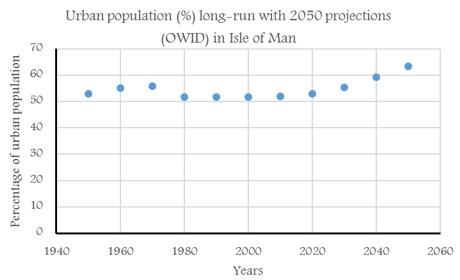 Urban population (%) long-run with 2050 projections
(OWID) in Isle of Man
Percentage of urban population
70
60
50
40
30
20
10
0
1940 1960 1980 2000 2020 2040 2060
Years